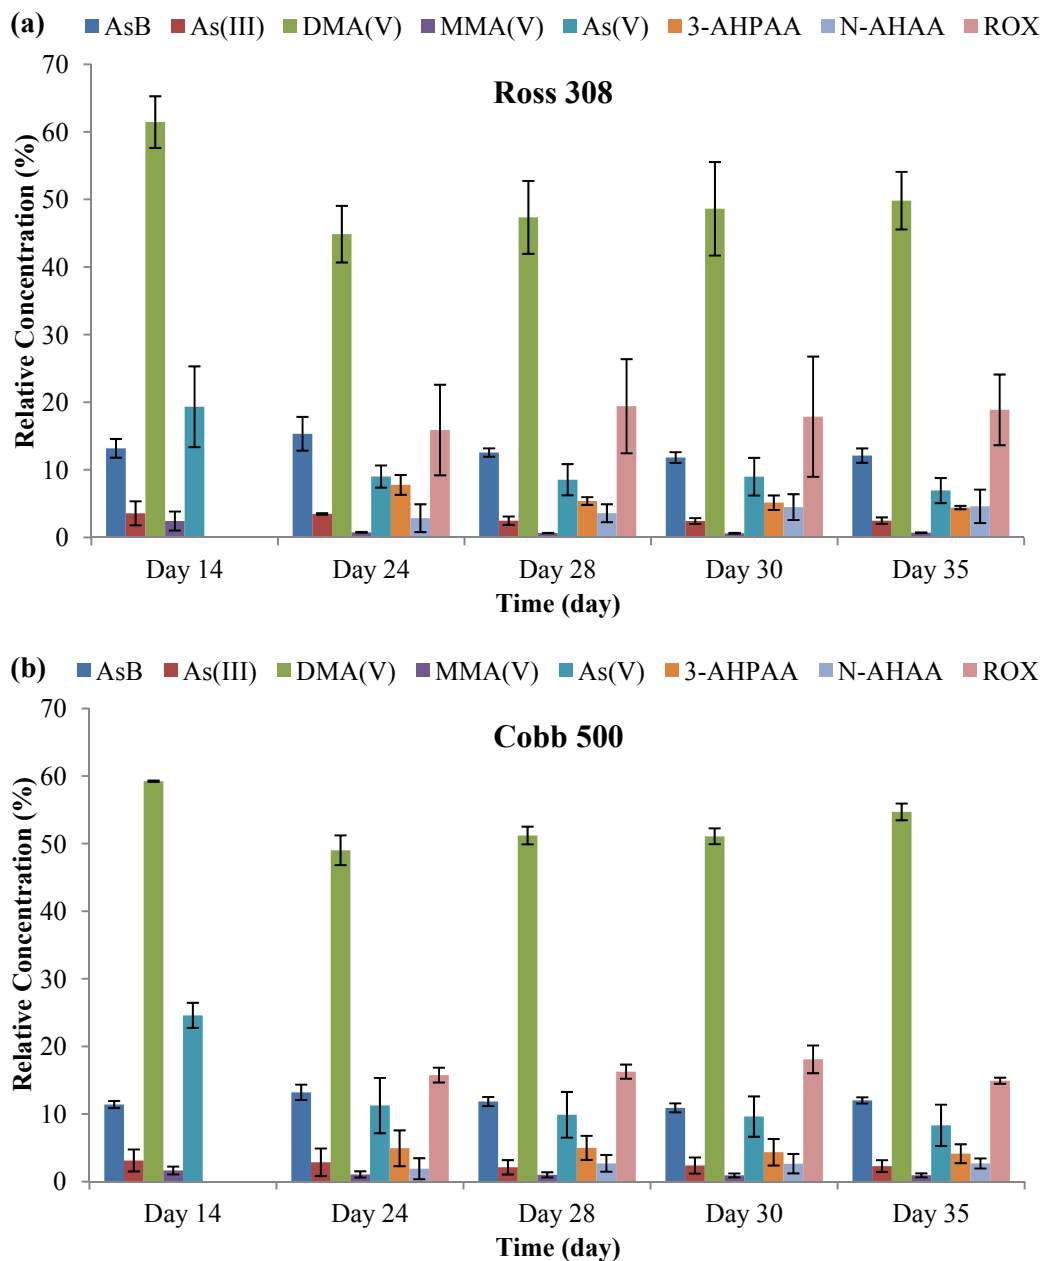 (a) AsB As(III) DMA(V) MMA(V) As(V) 3-AHPAA N-AHAA ROX
70
Ross 308
60
50
40
30
20
10
0
Relative Concentration (%)
Day 14 Day 24 Day 28 Day 30 Day 35
Time (day)
(b) AsB As(III) DMA(V) MMA(V) As(V) 3-AHPAA N-AHAA ROX
70
Cobb 500
60
50
40
30
20
10
0
Relative Concentration (%)
Day 14 Day 24 Day 28 Day 30 Day 35
Time (day)